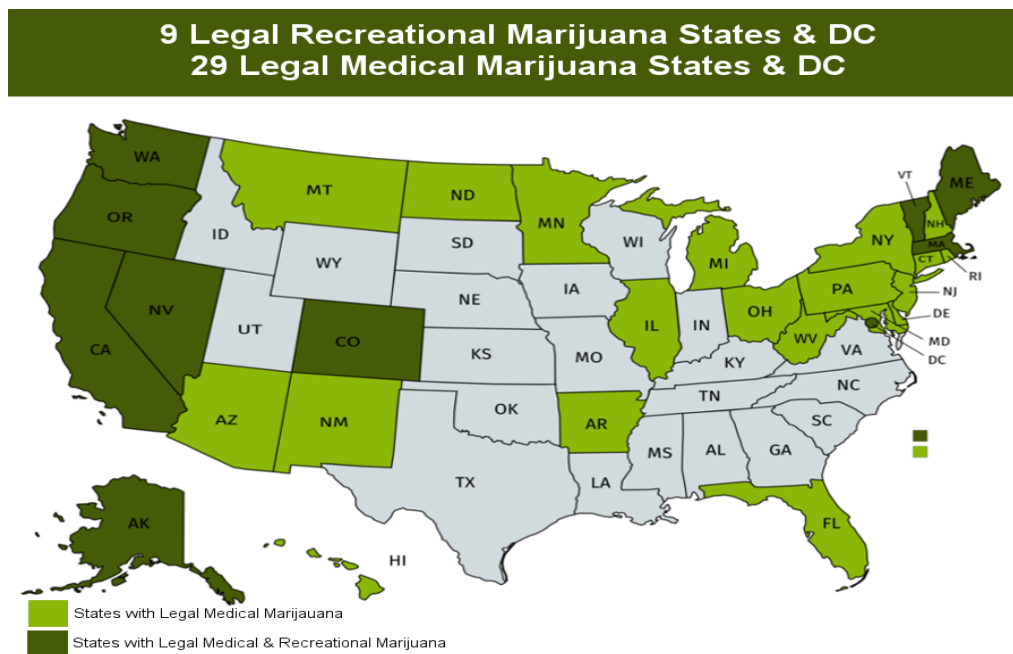 9 Legal Recreational Marijuana States & DC
29 Legal Medical Marijuana States & DC
WA
OR
CA
NV
ID
MT
WY
UT
CO
AZ
NM
ND
SD
NE
KS
OK
TX
MN
IA
MO
AR
LA
WI
IL
MI
IN
OH
KY
TN
MS
AL
GA
FL
SC
NC
VA
WV
PA
NY
VT
NH
ME
MA
CT
RI
NJ
DE
MD
DC
AK
HI
States with Legal Medical Marijauana
States with Legal Medical & Recreational Marijuana